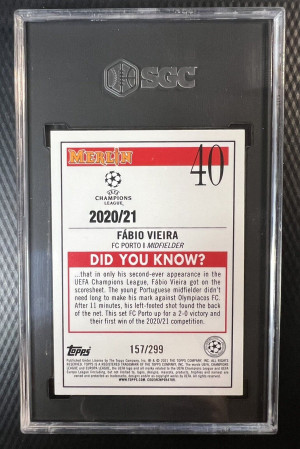 SGC
MERLIN
40
UEFA
CHAMPIONS
LEAGUE
2020/21
FÁBIO VIEIRA
FC PORTO MIDFIELDER
DID YOU KNOW?
...that in only his second-ever appearance in the
UEFA Champions League, Fábio Vieira got on
the scoresheet. The young Portuguese midfielder didn't
need long to make his mark against Olympiacos FC.
After 11 minutes, his left-footed shot found the back
of the net. This set FC Porto up for a 2-0 victory and
their first win of the 2020/21 competition.
Topps
157/299